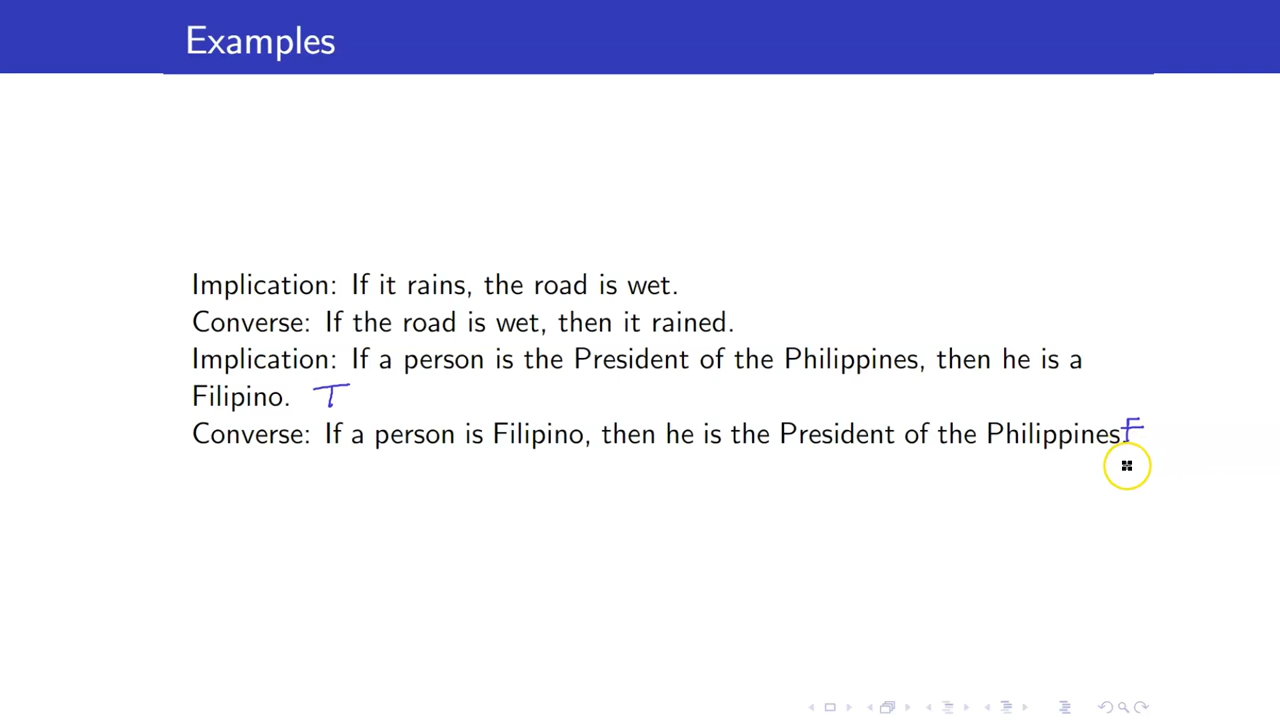 Examples
Implication: If it rains, the road is wet.
Converse: If the road is wet, then it rained.
Implication: If a person is the President of the Philippines, then he is a
Filipino. T
Converse: If a person is Filipino, then he is the President of the Philippines. F